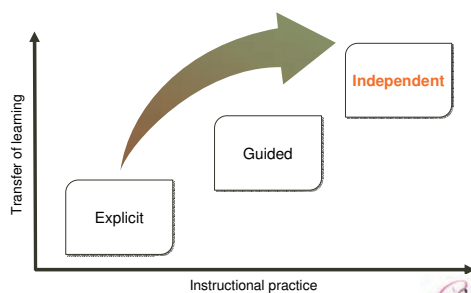 Independent
Guided
Explicit
Transfer of learning
Instructional practice